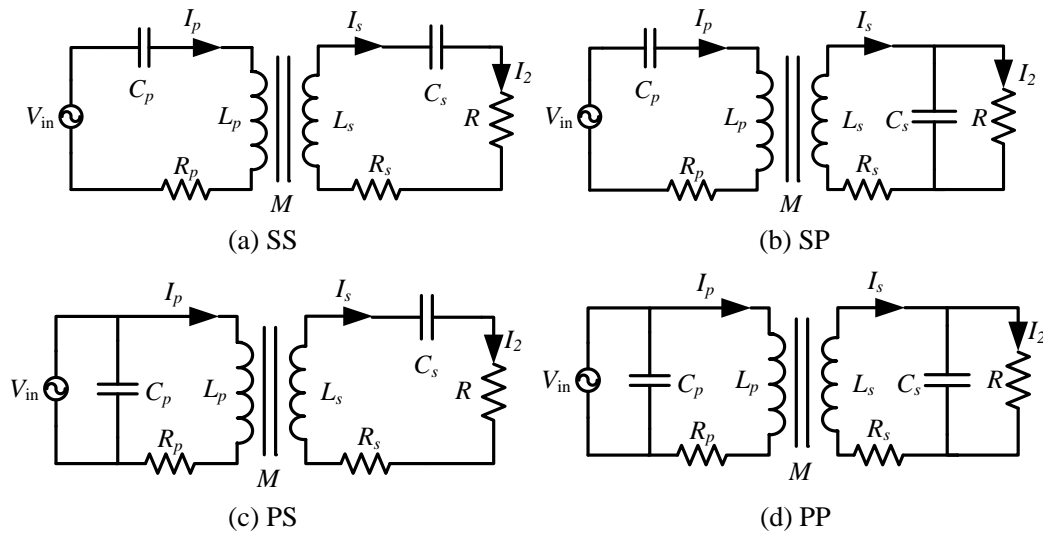 I_p I_s I_p I_s
C_p C_s I_2 C_p I_2
V_in L_p L_s R V_in L_p L_s C_s R
R_p R_s R_p R_s
M M
(a) SS (b) SP
I_p I_s I_p I_s
V_in C_p L_p L_s C_s I_2 R V_in C_p L_p L_s C_s I_2 R
R_p R_s R_p R_s
M M
(c) PS (d) PP